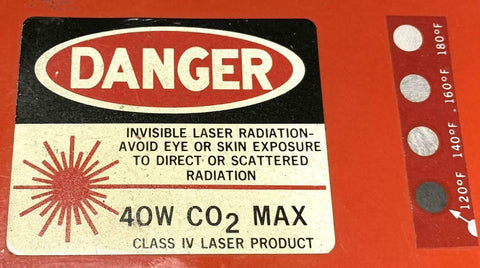 DANGER
INVISIBLE LASER RADIATION-
AVOID EYE OR SKIN EXPOSURE
TO DIRECT OR SCATTERED
RADIATION
40W CO2 MAX
CLASS IV LASER PRODUCT
120°F 140°F .160°F 180°F